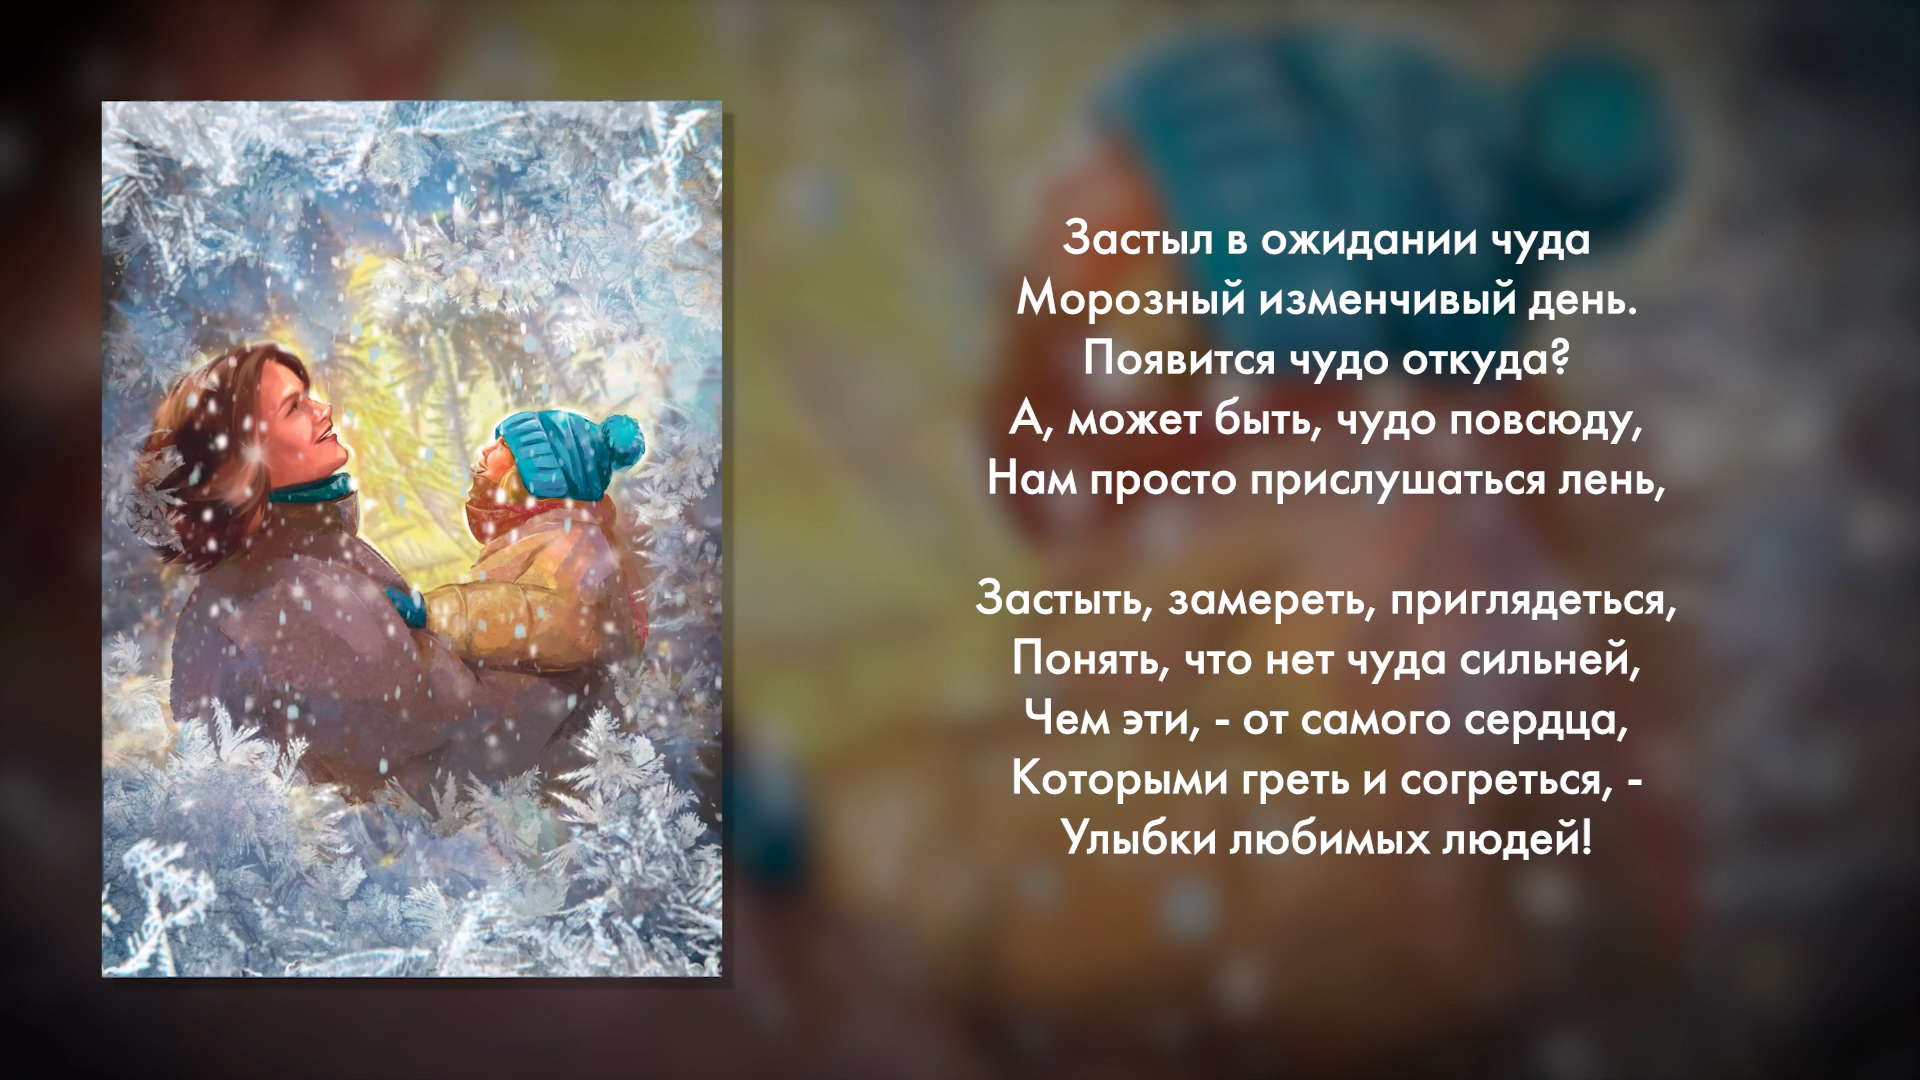 Застыл в ожидании чуда
Морозный изменчивый день.
Появится чудо откуда?
А, может быть, чудо повсюду,
Нам просто прислушаться лень,
Застыть, замереть, приглядеться,
Понять, что нет чуда сильней,
Чем эти, - от самого сердца,
Которыми греть и согреться, -
Улыбки любимых людей!